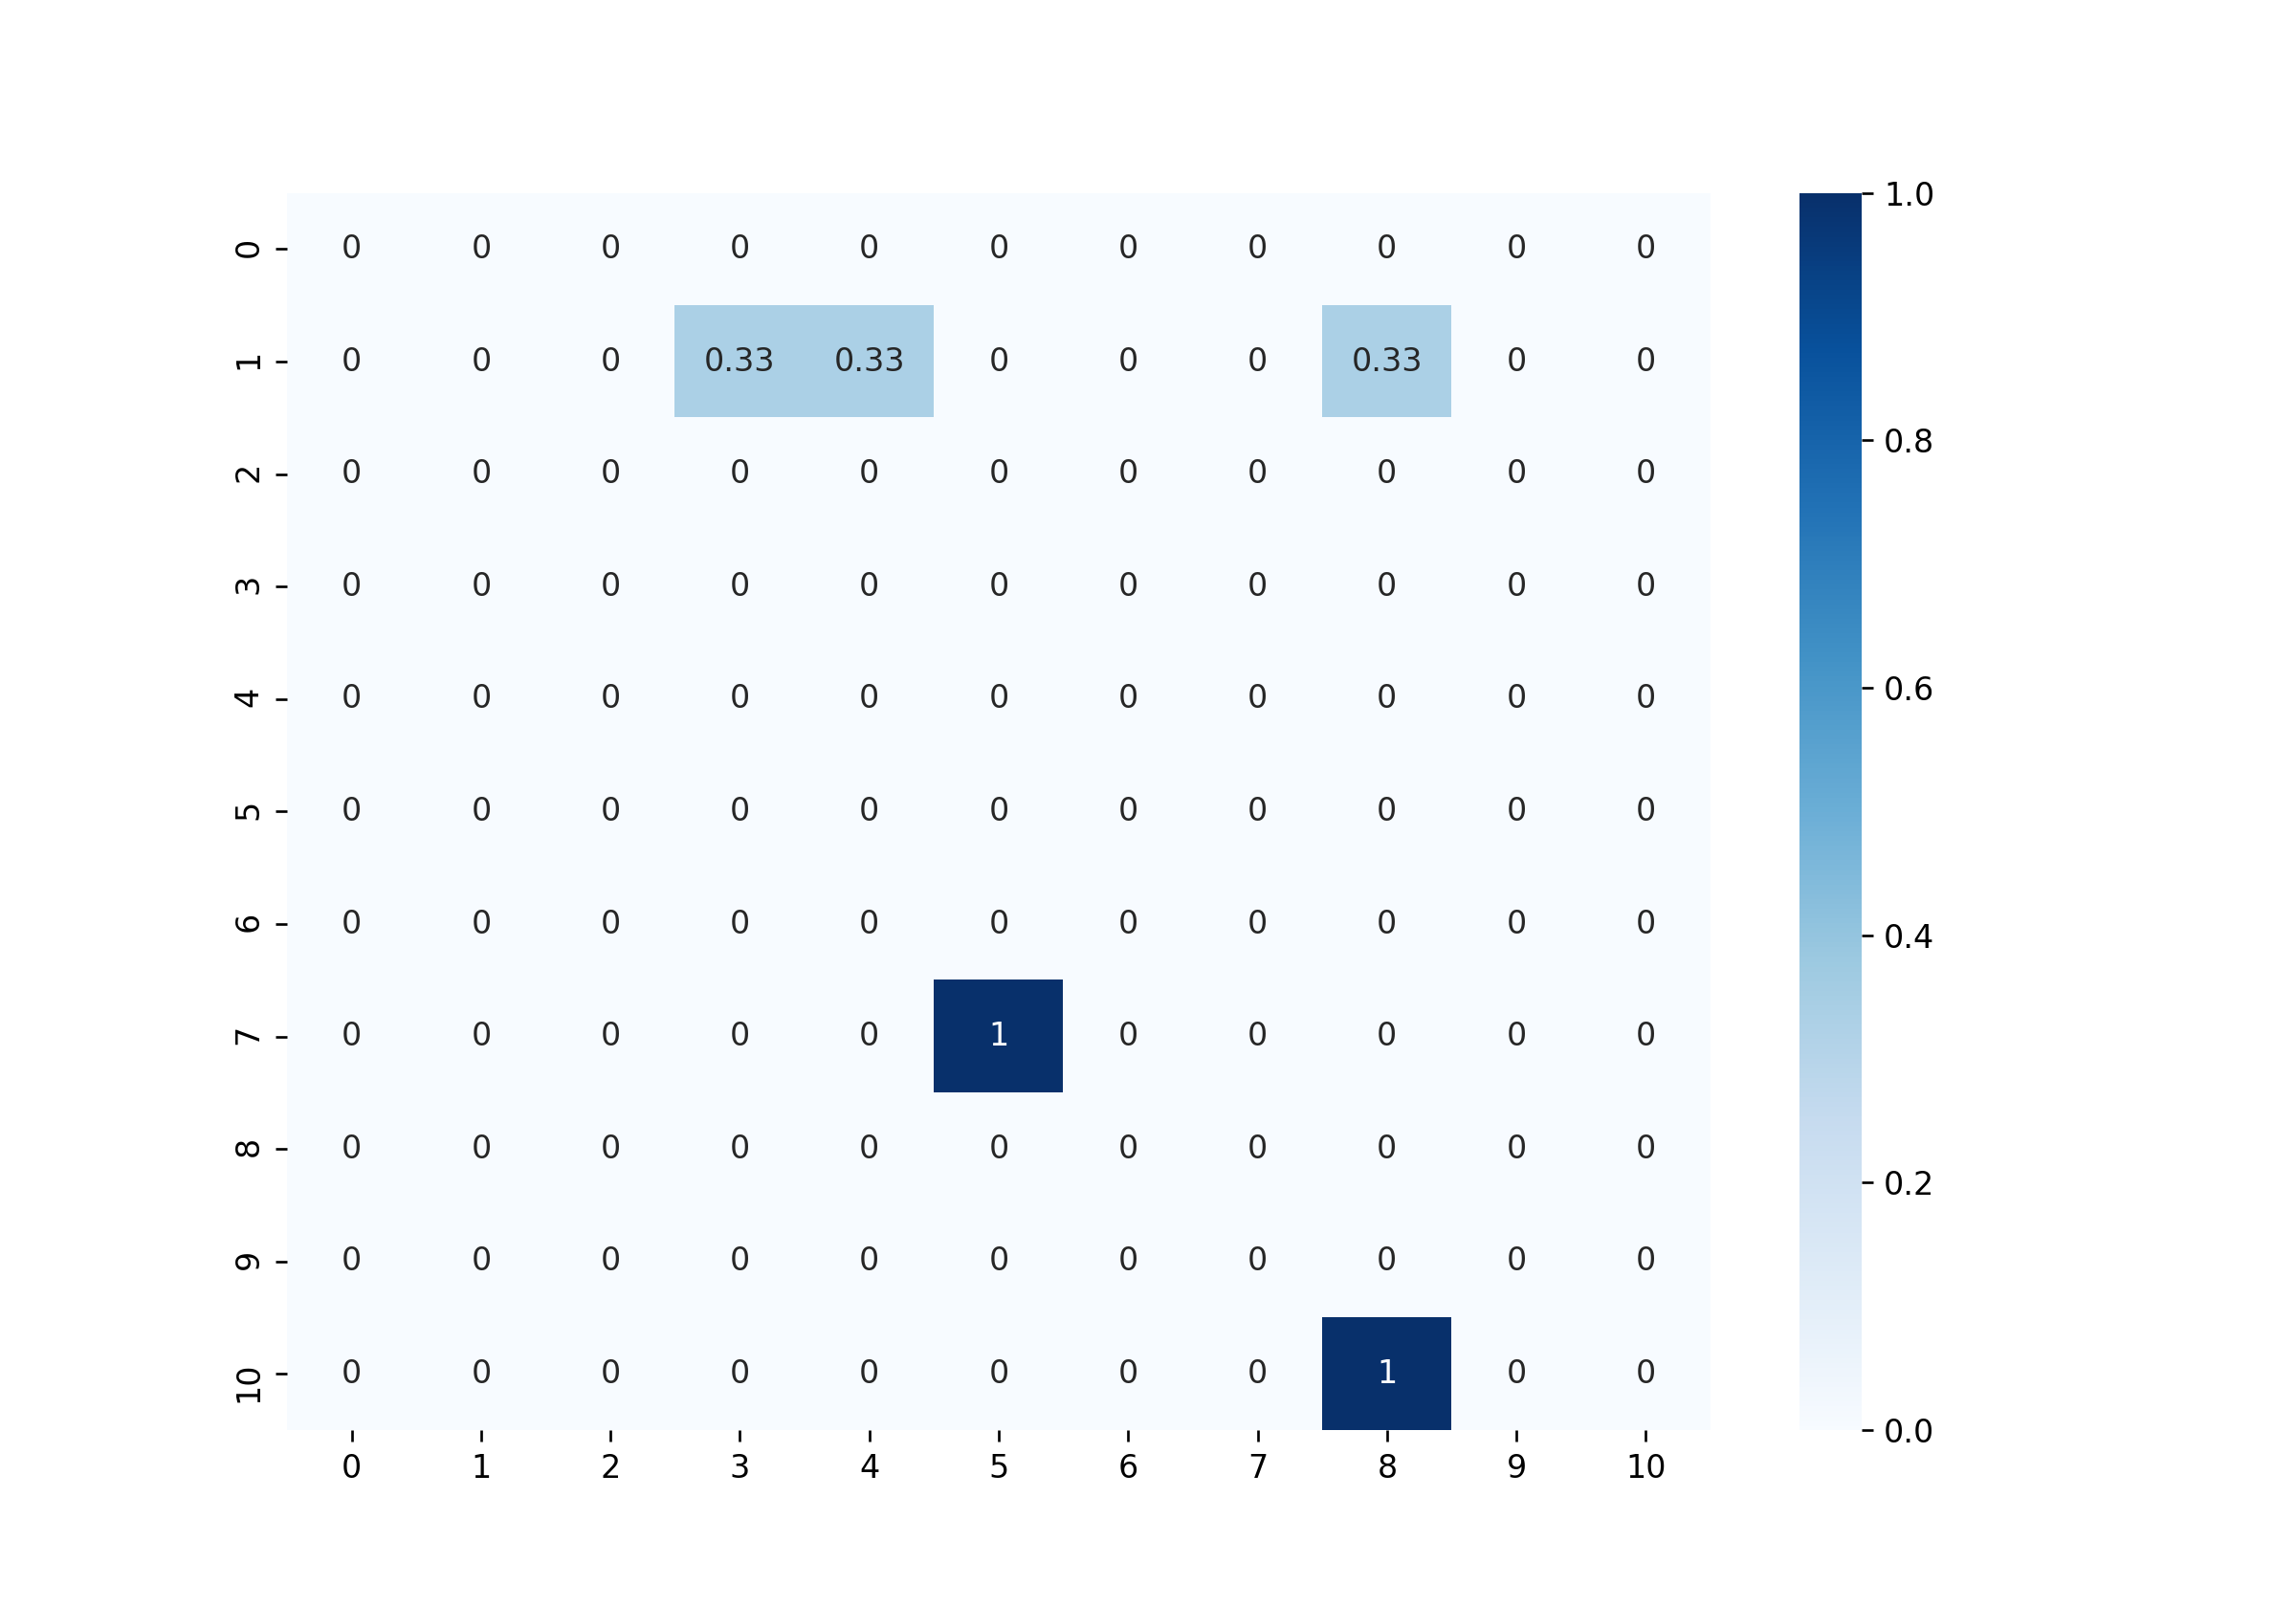 0 0 0 0 0 0 0 0 0 0 0 0
1 0 0 0 0.33 0.33 0 0 0 0.33 0 0
2 0 0 0 0 0 0 0 0 0 0 0
3 0 0 0 0 0 0 0 0 0 0 0
4 0 0 0 0 0 0 0 0 0 0 0
5 0 0 0 0 0 0 0 0 0 0 0
6 0 0 0 0 0 0 0 0 0 0 0
7 0 0 0 0 0 1 0 0 0 0 0
8 0 0 0 0 0 0 0 0 0 0 0
9 0 0 0 0 0 0 0 0 0 0 0
10 0 0 0 0 0 0 0 0 1 0 0
0 1 2 3 4 5 6 7 8 9 10
1.0
0.8
0.6
0.4
0.2
0.0